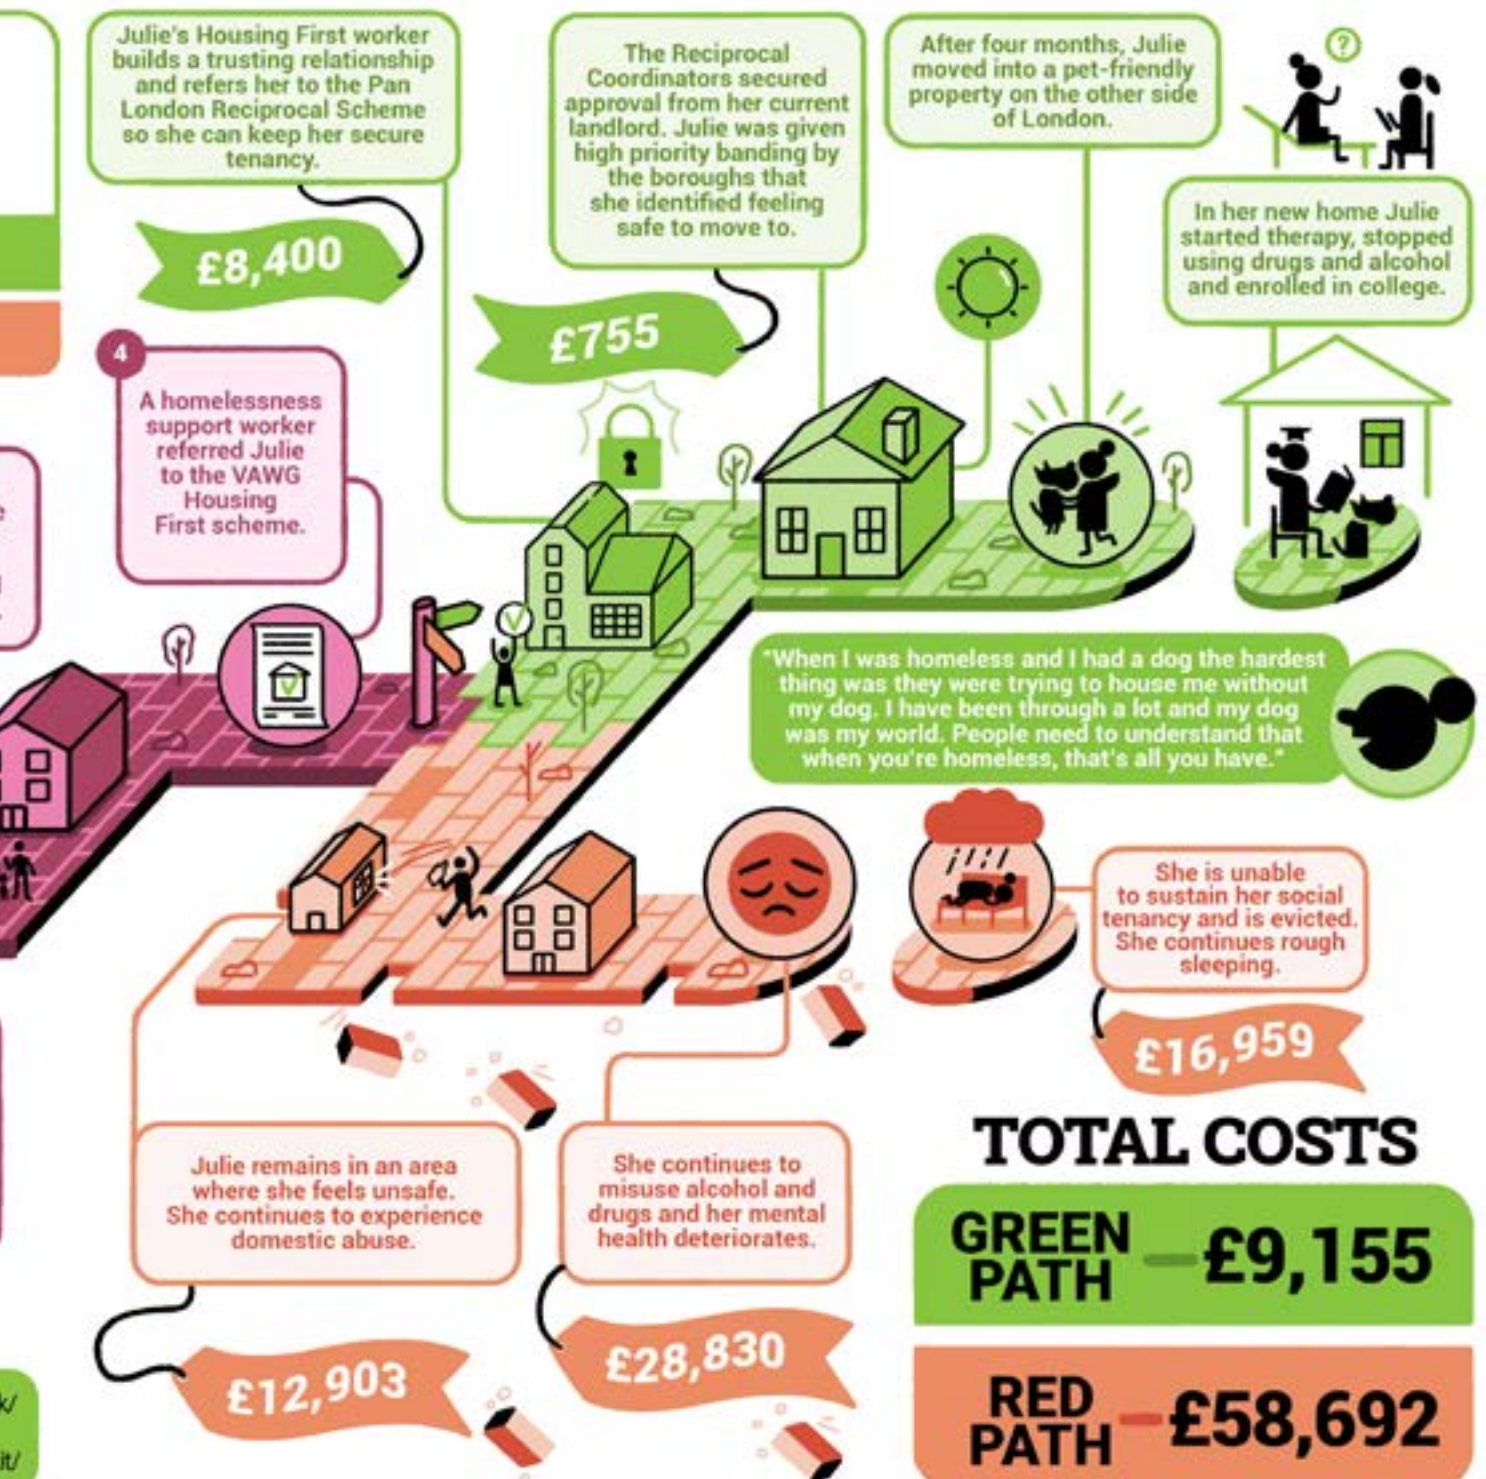 Julie's Housing First worker
builds a trusting relationship
and refers her to the Pan
London Reciprocal Scheme
so she can keep her secure
tenancy.
£8,400
The Reciprocal
Coordinators secured
approval from her current
landlord. Julie was given
high priority banding by
the boroughs that
she identified feeling
safe to move to.
£755
After four months, Julie
moved into a pet-friendly
property on the other side
of London.
?
In her new home Julie
started therapy, stopped
using drugs and alcohol
and enrolled in college.
4
A homelessness
support worker
referred Julie
to the VAWG
Housing
First scheme.
"When I was homeless and I had a dog the hardest
thing was they were trying to house me without
my dog. I have been through a lot and my dog
was my world. People need to understand that
when you're homeless, that's all you have."
She is unable
to sustain her social
tenancy and is evicted.
She continues rough
sleeping.
£16,959
Julie remains in an area
where she feels unsafe.
She continues to experience
domestic abuse.
£12,903
She continues to
misuse alcohol and
drugs and her mental
health deteriorates.
£28,830
TOTAL COSTS
GREEN
PATH – £9,155
RED
PATH – £58,692
k/
it/